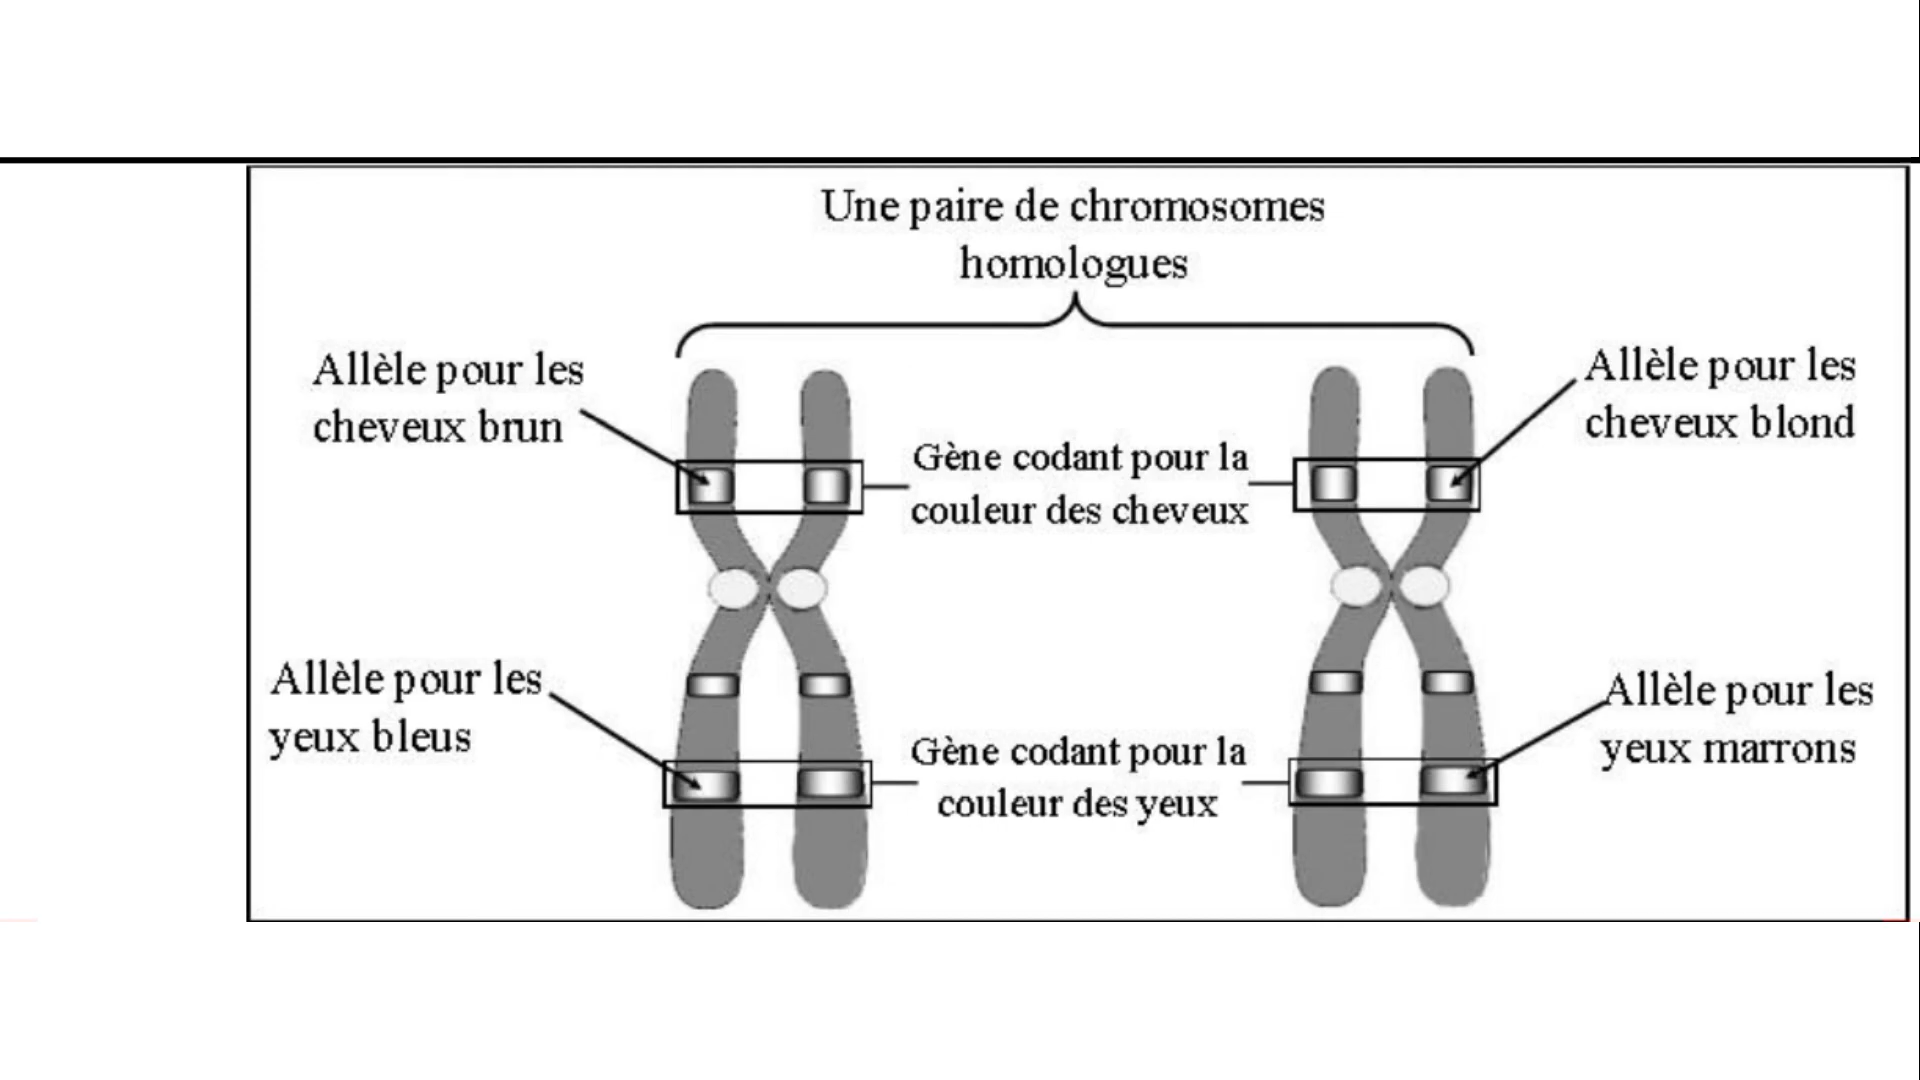 Une paire de chromosomes
homologues
Allèle pour les
cheveux brun
Allèle pour les
cheveux blond
Gène codant pour la
couleur des cheveux
Allèle pour les
yeux bleus
Allèle pour les
yeux marrons
Gène codant pour la
couleur des yeux